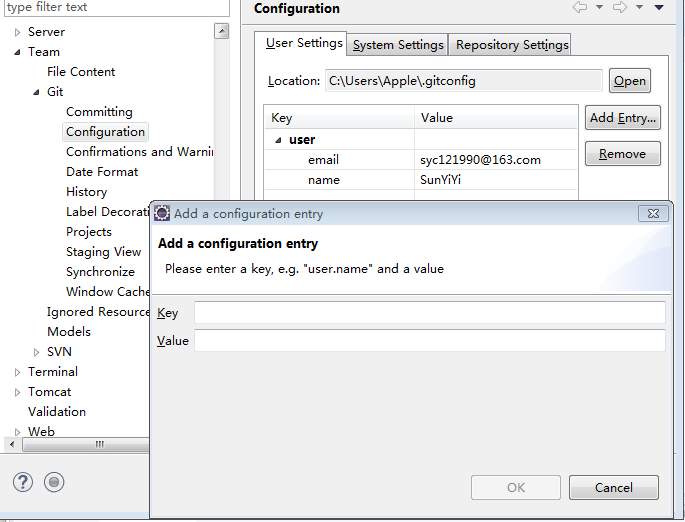 type filter text
Server
Team
File Content
Git
Committing
Configuration
Confirmations and Warnin
Date Format
History
Label Decorati
Projects
Staging View
Synchronize
Window Cache
Ignored Resource
Models
SVN
Terminal
Tomcat
Validation
Web
Configuration
User Settings
System Settings
Repository Settings
Location:
C:\Users\Apple\.gitconfig
Open
Key
Value
Add Entry...
user
Remove
email
syc121990@163.com
name
SunYiYi
Add a configuration entry
Add a configuration entry
Please enter a key, e.g. "user.name" and a value
Key
Value
OK
Cancel